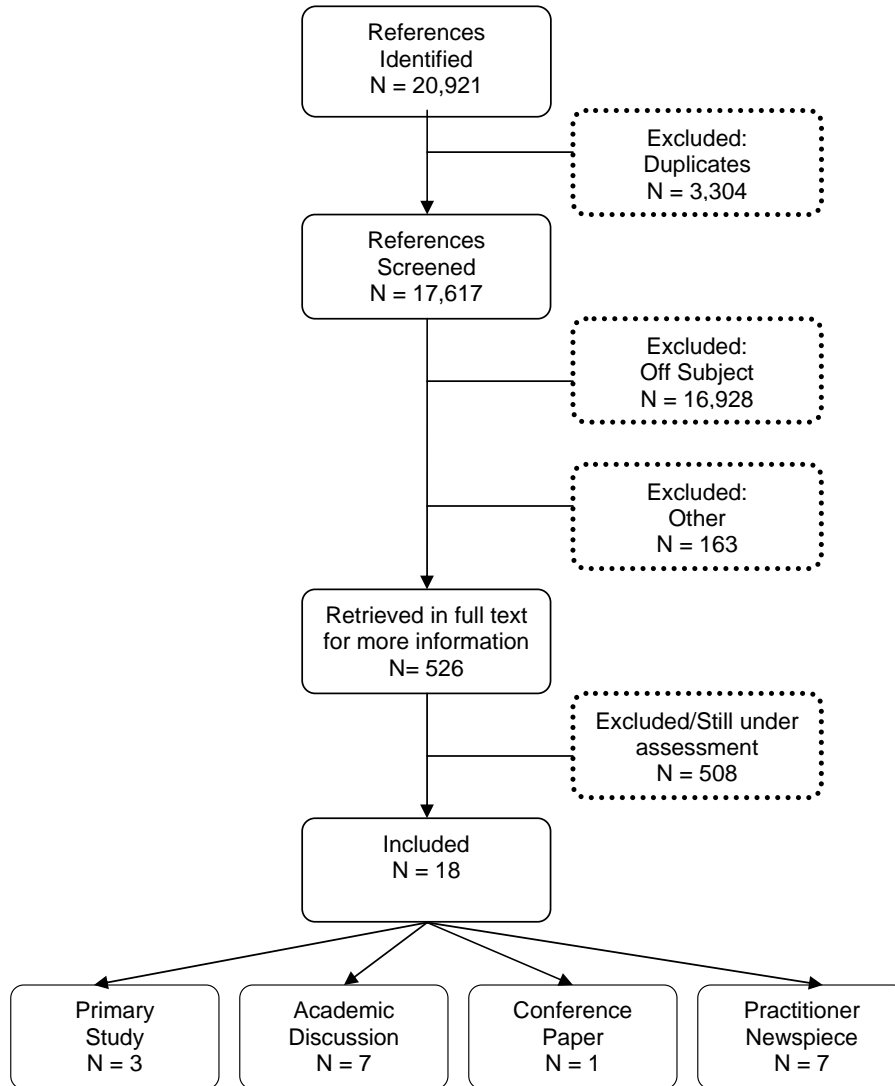 References
Identified
N = 20,921
Excluded:
Duplicates
N = 3,304
References
Screened
N = 17,617
Excluded:
Off Subject
N = 16,928
Excluded:
Other
N = 163
Retrieved in full text
for more information
N= 526
Excluded/Still under
assessment
N = 508
Included
N = 18
Primary
Study
N = 3
Academic
Discussion
N = 7
Conference
Paper
N = 1
Practitioner
Newspiece
N = 7